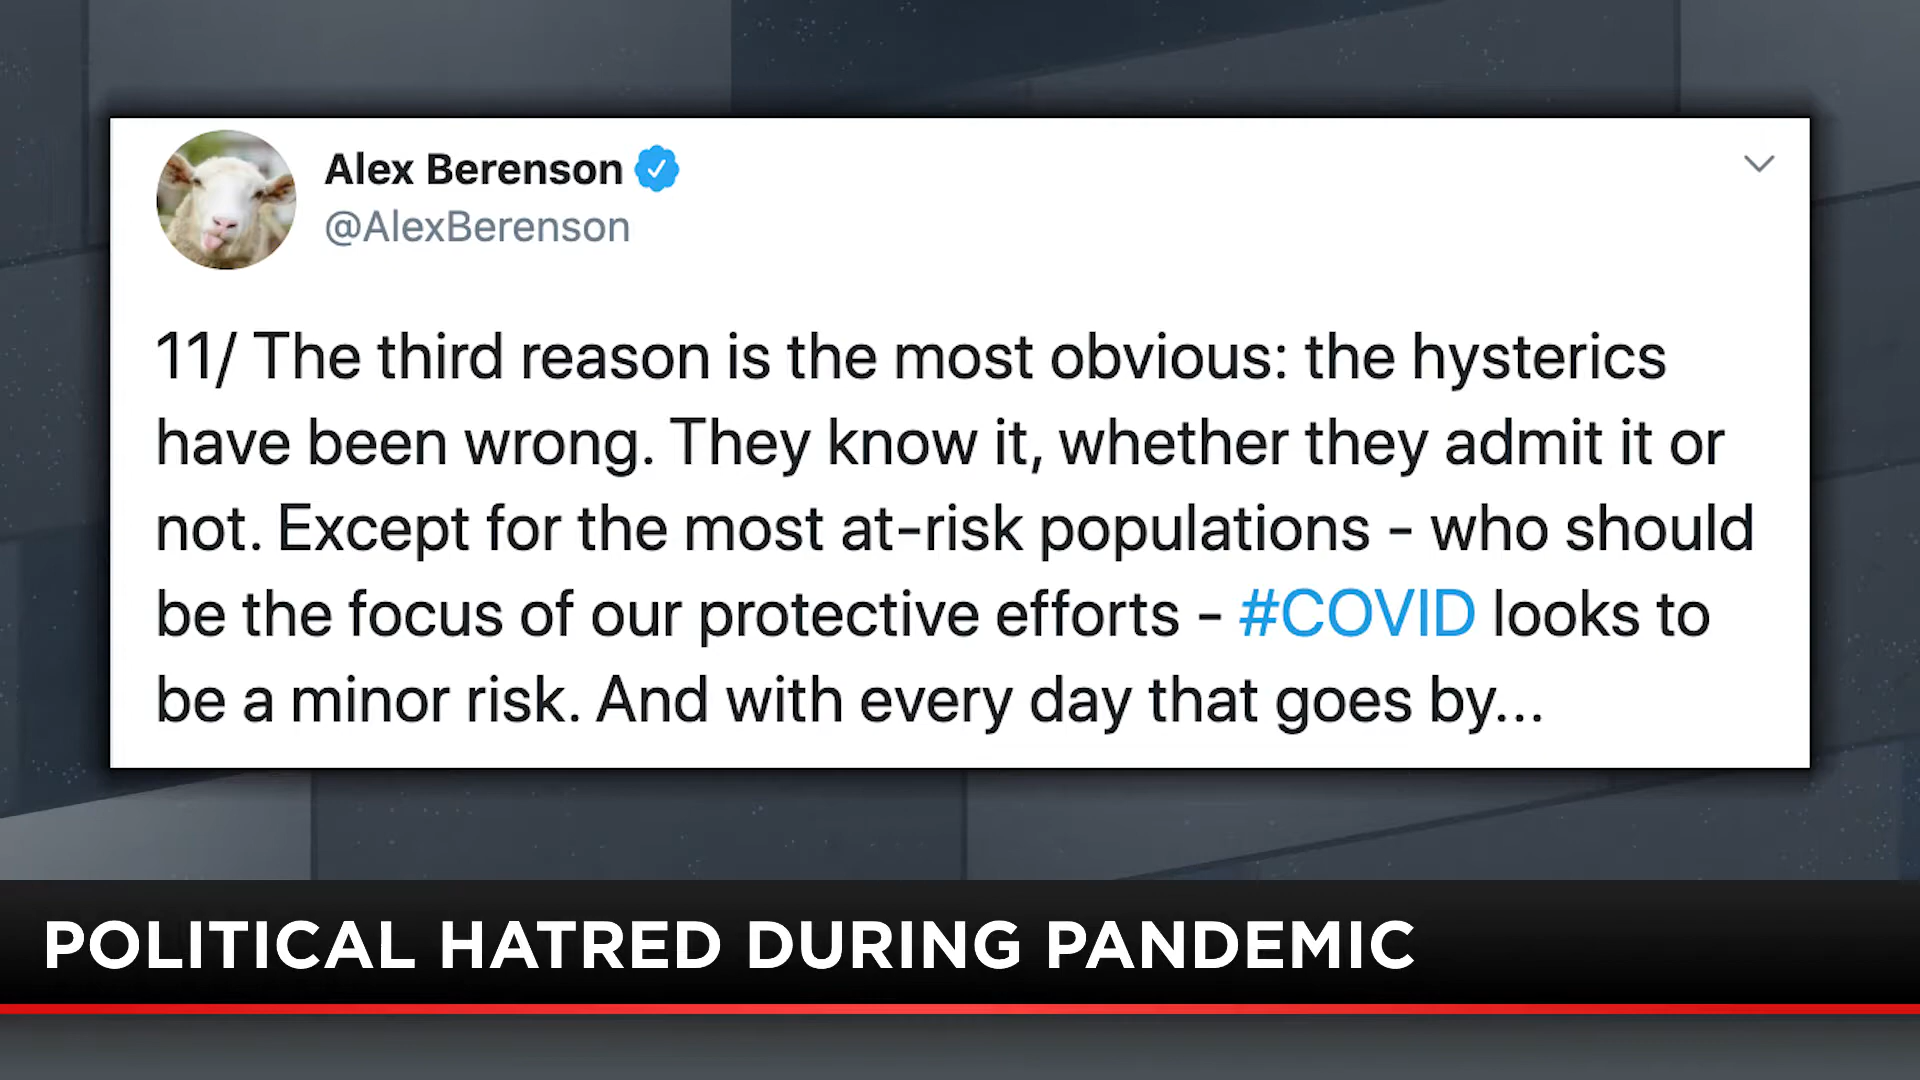 Alex Berenson
@AlexBerenson
11/ The third reason is the most obvious: the hysterics
have been wrong. They know it, whether they admit it or
not. Except for the most at-risk populations - who should
be the focus of our protective efforts - #COVID looks to
be a minor risk. And with every day that goes by...
POLITICAL HATRED DURING PANDEMIC